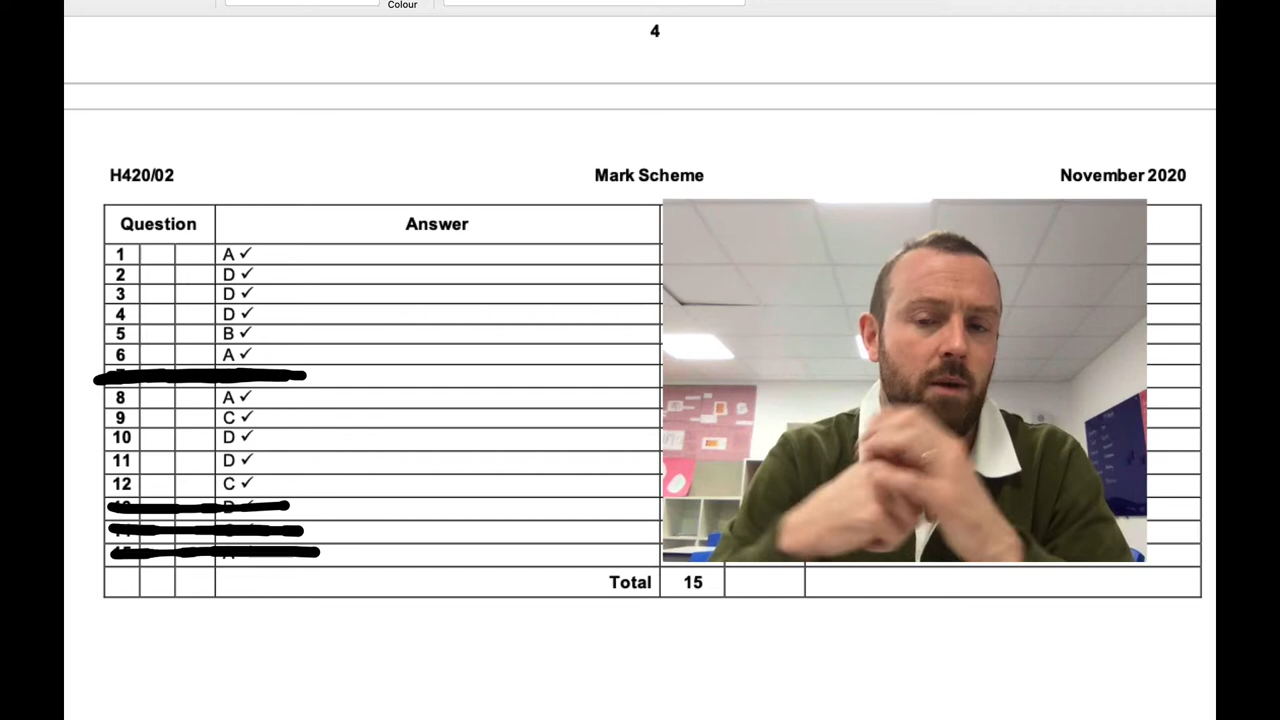 Colour
4
H420/02 Mark Scheme November 2020
Question Answer
1 A ✓
2 D ✓
3 D ✓
4 D ✓
5 B ✓
6 A ✓
8 A ✓
9 C ✓
10 D ✓
11 D ✓
12 C ✓
Total 15